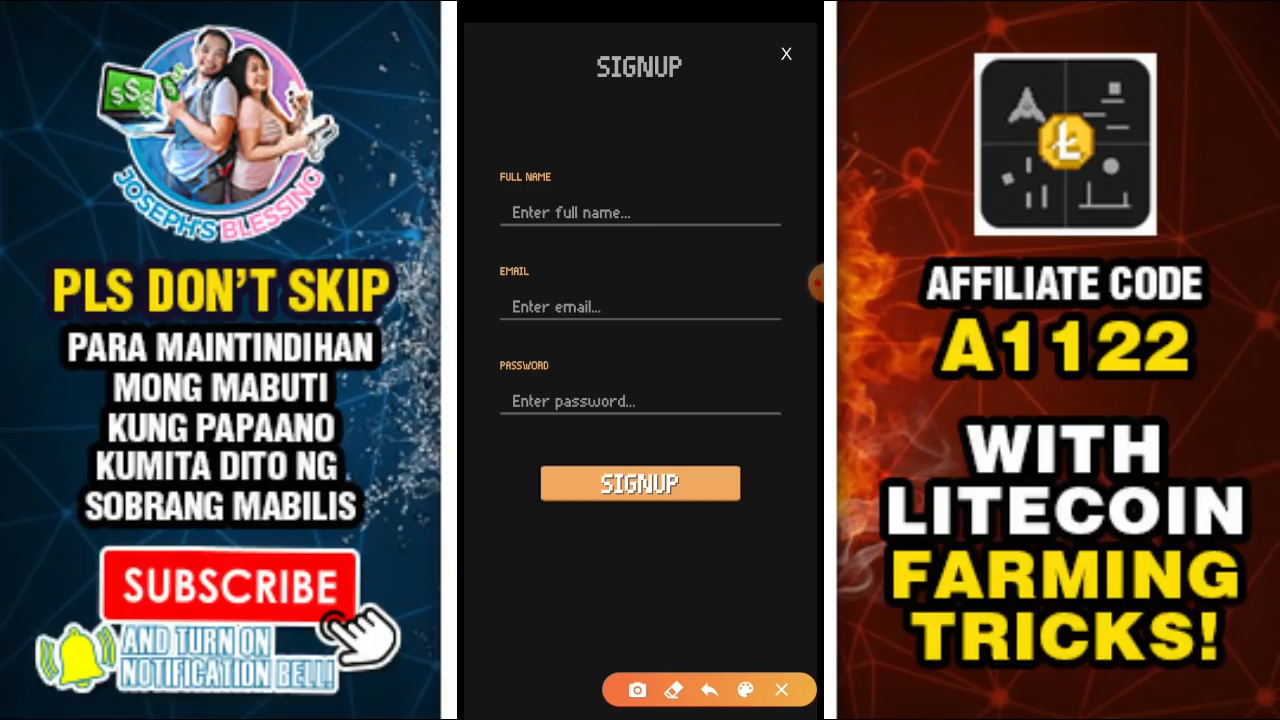 JOSEPH'S BLESSING
PLS DON'T SKIP
PARA MAINTINDIHAN
MONG MABUTI
KUNG PAPAANO
KUMITA DITO NG
SOBRANG MABILIS
SUBSCRIBE
AND TURN ON
NOTIFICATION BELL!
SIGNUP
X
FULL NAME
Enter full name...
EMAIL
Enter email...
PASSWORD
Enter password...
SIGNUP
AFFILIATE CODE
A1122
WITH
LITECOIN
FARMING
TRICKS!